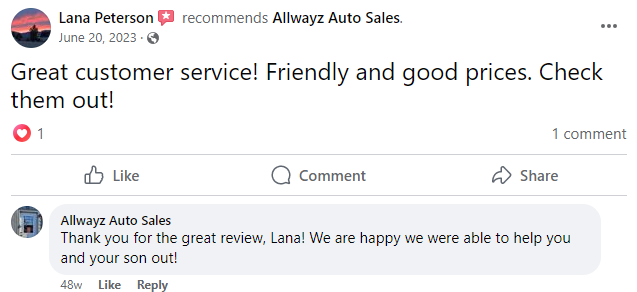 Lana Peterson recommends Allwayz Auto Sales.
June 20, 2023 ·
Great customer service! Friendly and good prices. Check
them out!
1
1 comment
Like
Comment
Share
Allwayz Auto Sales
Thank you for the great review, Lana! We are happy we were able to help you
and your son out!
48w Like Reply